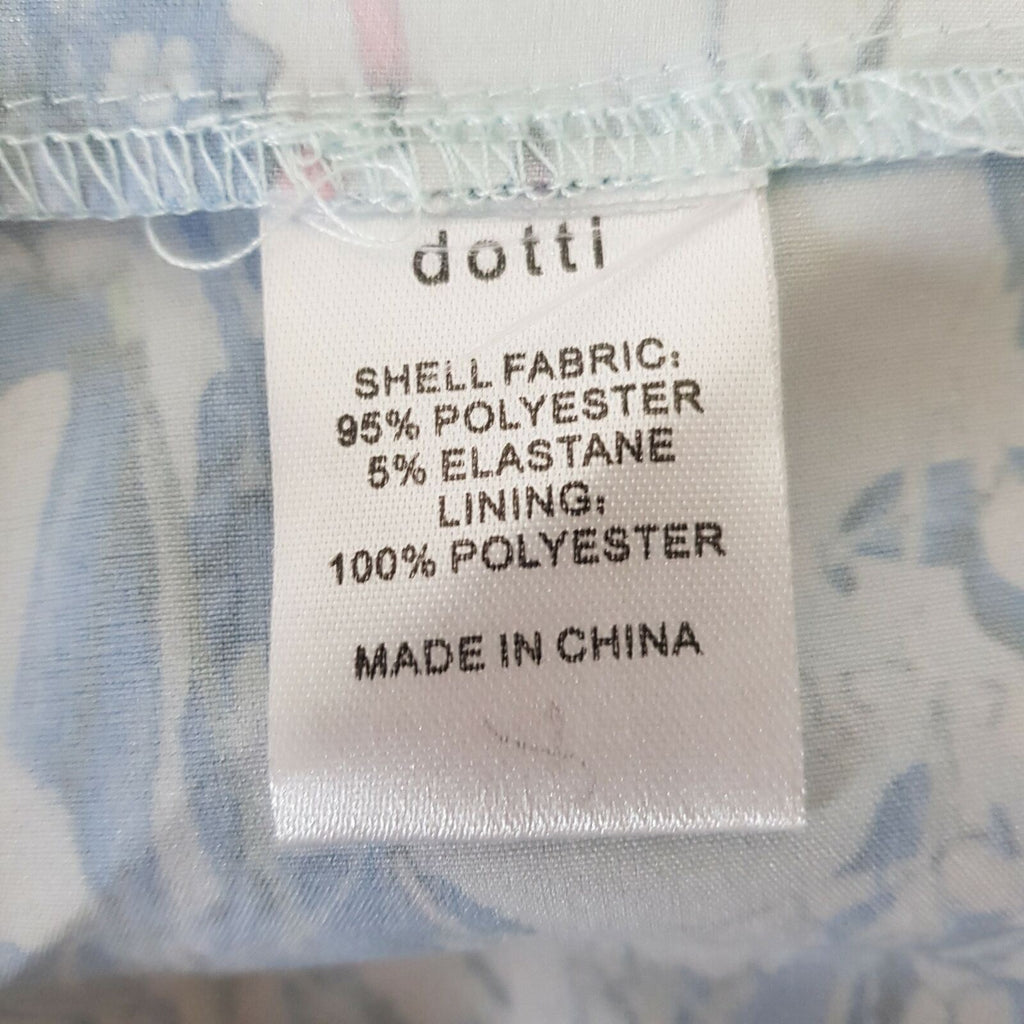 dotti
SHELL FABRIC:
95% POLYESTER
5% ELASTANE
LINING:
100% POLYESTER
MADE IN CHINA